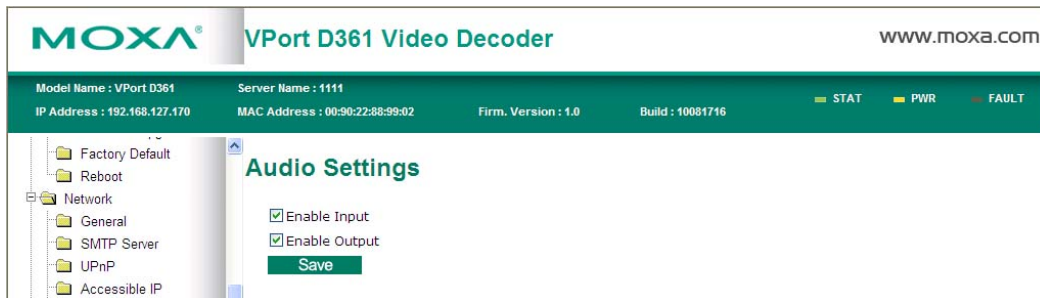 MOXA®
VPort D361 Video Decoder
www.moxa.com
Model Name : VPort D361
Server Name : 1111
IP Address : 192.168.127.170
MAC Address : 00:90:22:88:99:02
Firm. Version : 1.0
Build : 10081716
STAT
PWR
FAULT
Factory Default
Reboot
Network
General
SMTP Server
UPnP
Accessible IP
Audio Settings
Enable Input
Enable Output
Save